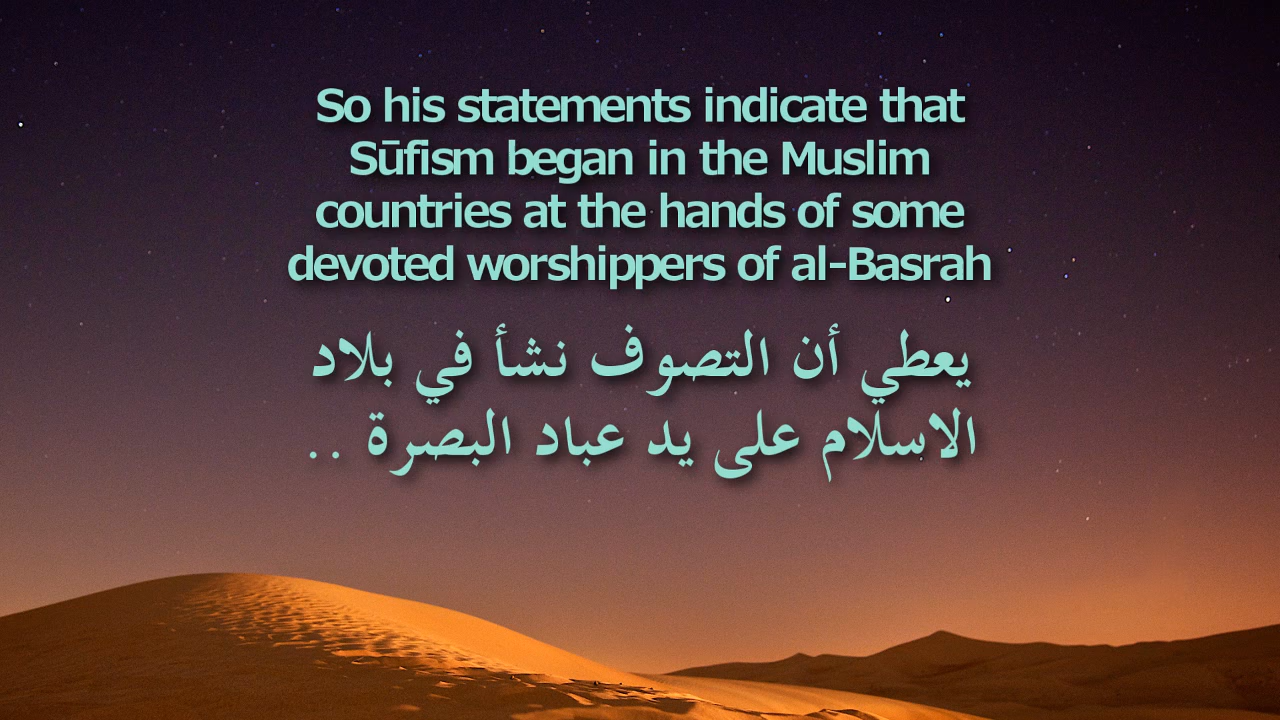 So his statements indicate that
Sūfism began in the Muslim
countries at the hands of some
devoted worshippers of al-Basrah
يعطي أن التصوف نشأ في بلاد
الاسلام على يد عباد البصرة ..